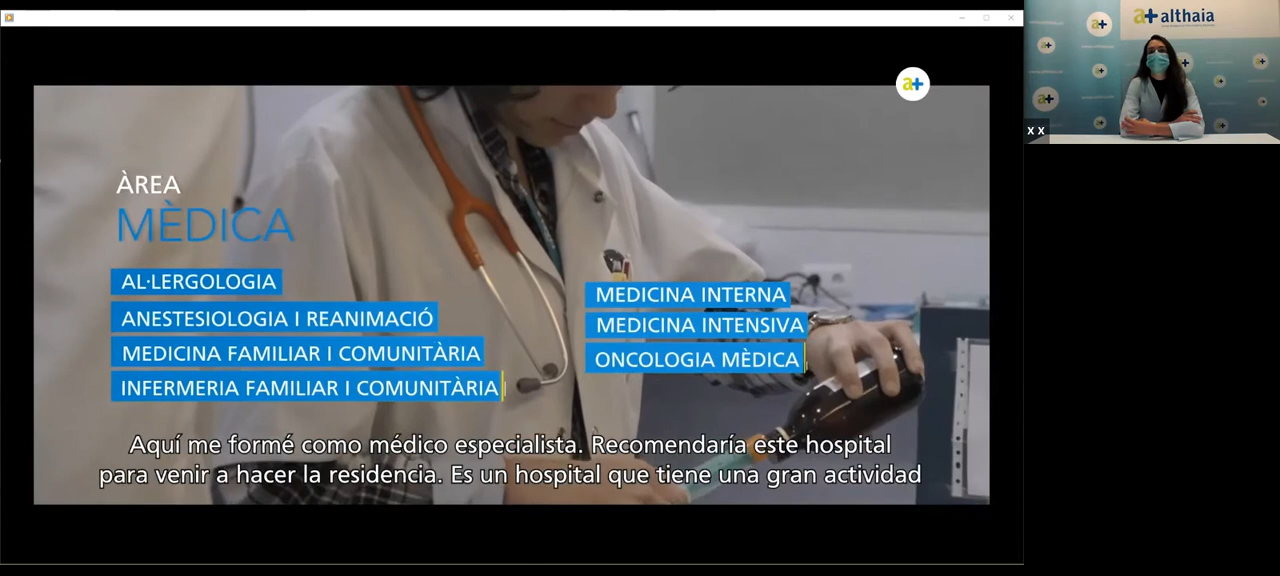 a+
ÀREA
MÈDICA
AL·LERGOLOGIA
ANESTESIOLOGIA I REANIMACIÓ
MEDICINA FAMILIAR I COMUNITÀRIA
INFERMERIA FAMILIAR I COMUNITÀRIA
MEDICINA INTERNA
MEDICINA INTENSIVA
ONCOLOGIA MÈDICA
Aquí me formé como médico especialista. Recomendaría este hospital
para venir a hacer la residencia. Es un hospital que tiene una gran actividad
a+ althaia
X X